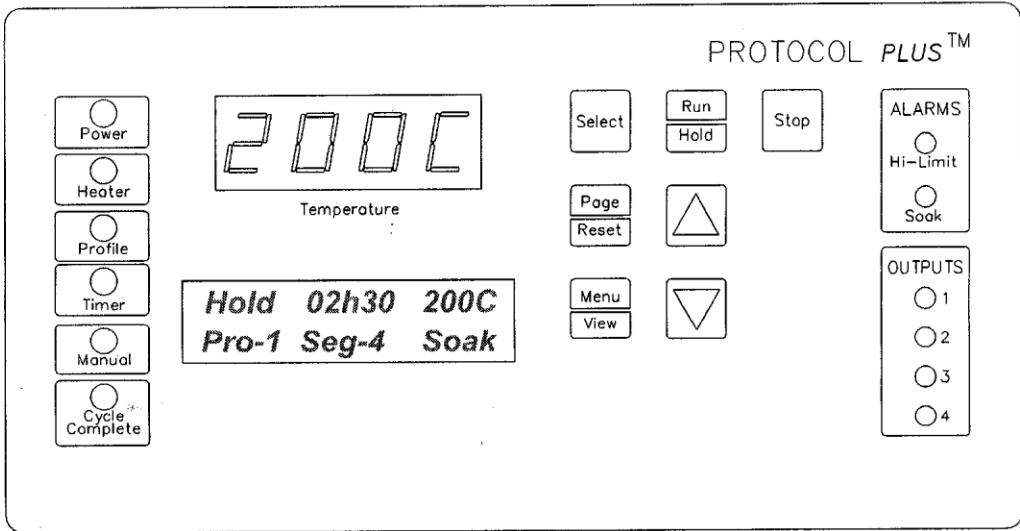 PROTOCOL PLUS™
Power
Heater
Profile
Timer
Manual
Cycle
Complete
200C
Temperature
Hold 02h30 200C
Pro-1 Seg-4 Soak
Select
Run
Hold
Stop
Page
Reset
Menu
View
ALARMS
Hi-Limit
Soak
OUTPUTS
1
2
3
4